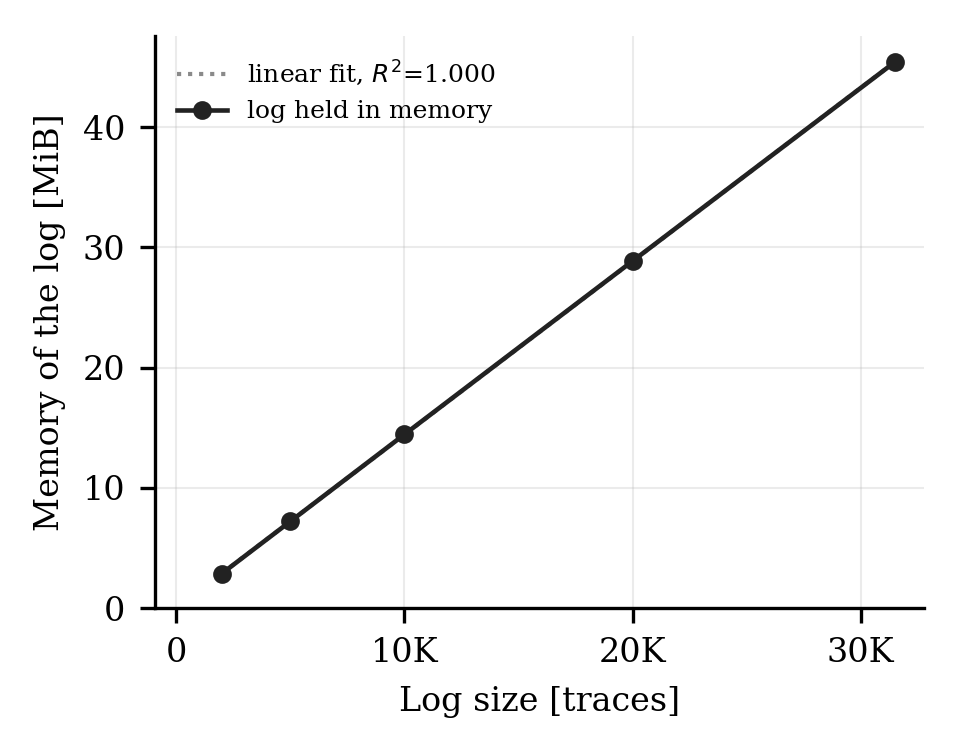 linear fit, R²=1.000
log held in memory
Memory of the log [MiB]
40
30
20
10
0
0 10K 20K 30K
Log size [traces]